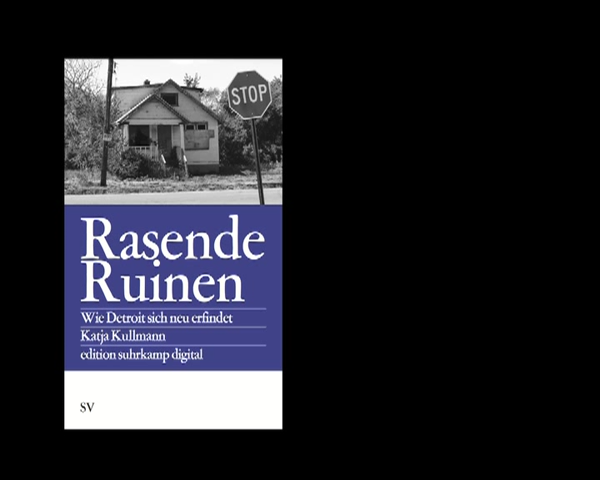 STOP
Rasende
Ruinen
Wie Detroit sich neu erfindet
Katja Kullmann
edition suhrkamp digital
SV